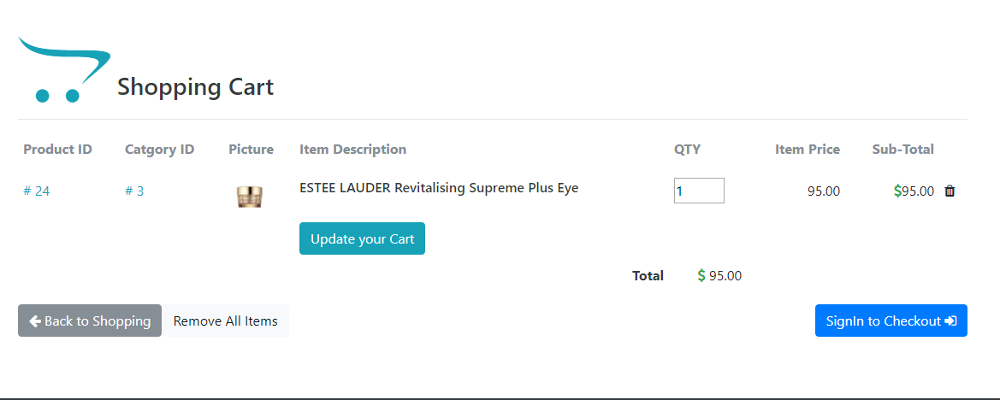 Shopping Cart
Product ID Catgory ID Picture Item Description QTY Item Price Sub-Total
# 24 # 3 ESTEE LAUDER Revitalising Supreme Plus Eye 1 95.00 $95.00
Update your Cart
Total $ 95.00
Back to Shopping Remove All Items SignIn to Checkout